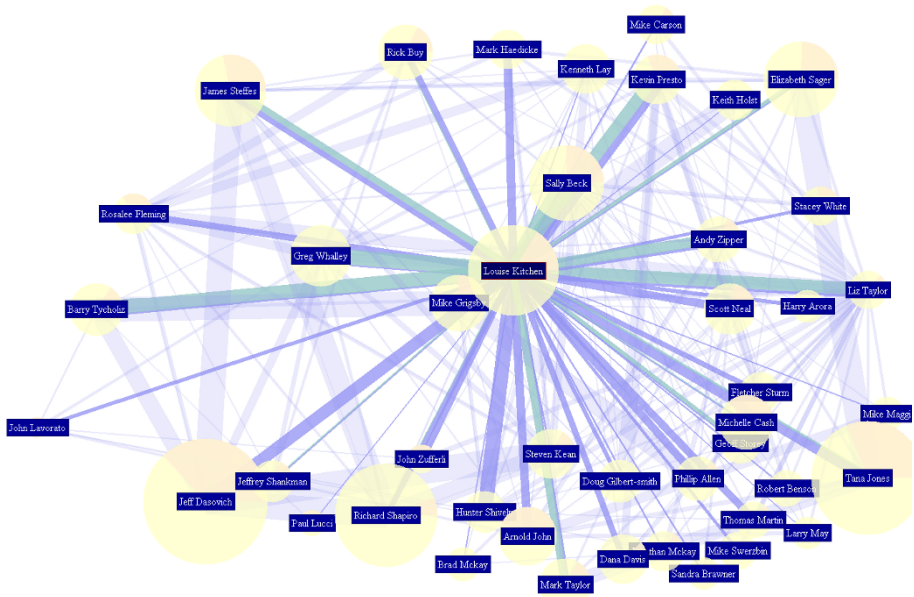 Mike Carson
Rick Buy
Mark Haedicke
Kenneth Lay
Kevin Presto
Elizabeth Sager
James Steffes
Keith Holst
Sally Beck
Rosalee Fleming
Stacey White
Andy Zipper
Greg Whalley
Louise Kitchen
Liz Taylor
Mike Grigsby
Barry Tycholiz
Scott Neal
Harry Arora
Fletcher Sturm
Mike Maggi
Michelle Cash
John Lavorato
Geoff Storey
John Zufferli
Steven Kean
Jeffrey Shankman
Doug Gilbert-smith
Phillip Allen
Tana Jones
Robert Benson
Jeff Dasovich
Hunter Shively
Richard Shapiro
Paul Lucci
Thomas Martin
Larry May
Arnold John
Dana Davis
than Mckay
Mike Swerzbin
Brad Mckay
Sandra Brawner
Mark Taylor